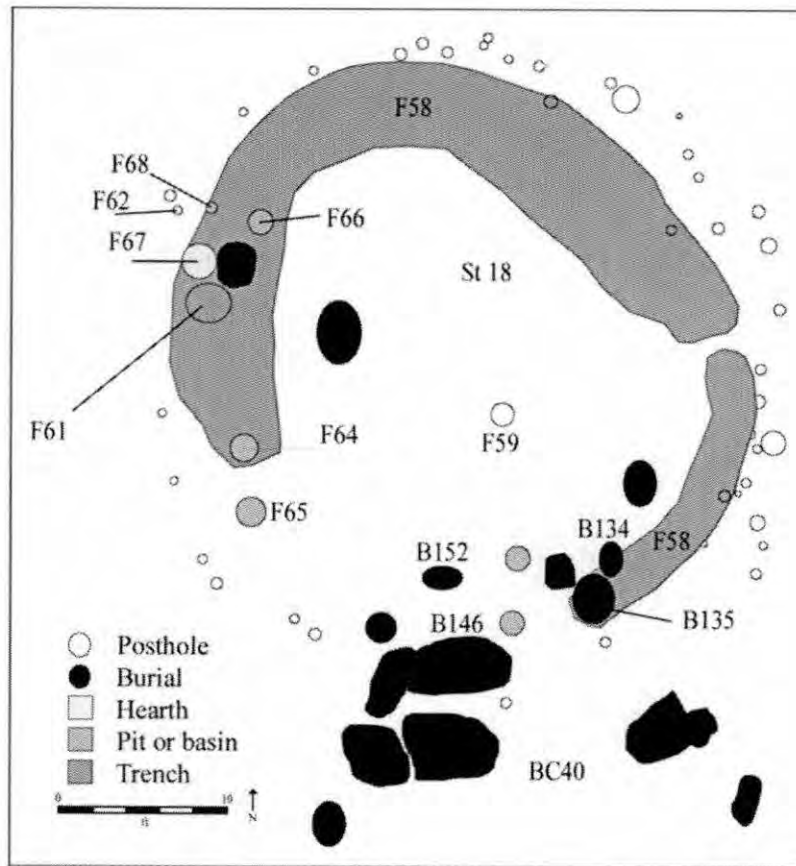 F58
F68
F62
F66
F67
St 18
F61
F64
F59
F65
B134
F58
B152
B146
B135
Posthole
Burial
Hearth
Pit or basin
Trench
BC40
0 10
ft
N